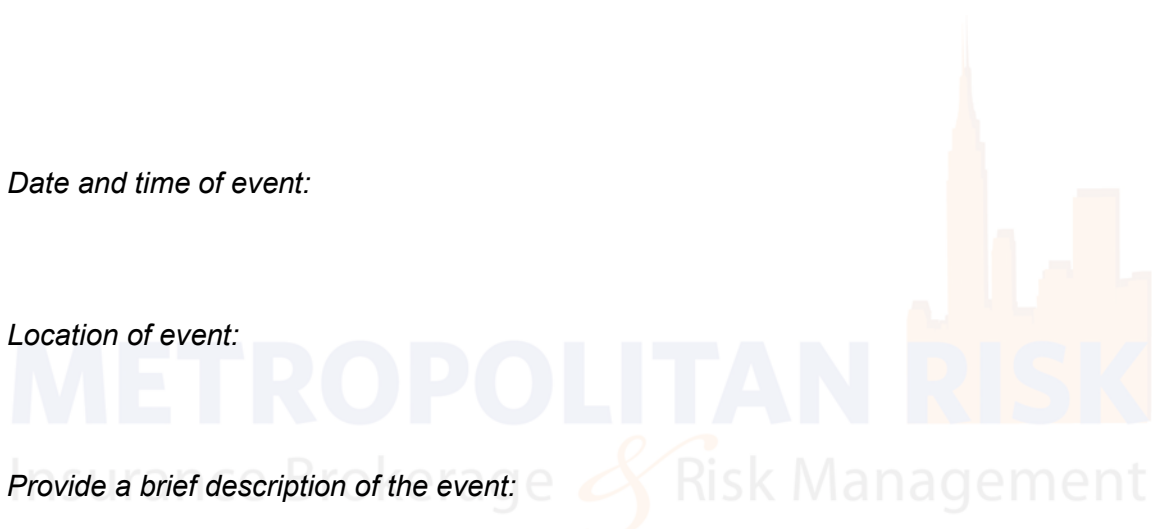 Date and time of event:
Location of event:
METROPOLITAN RISK
Provide a brief description of the event:
Insurance Brokerage & Risk Management